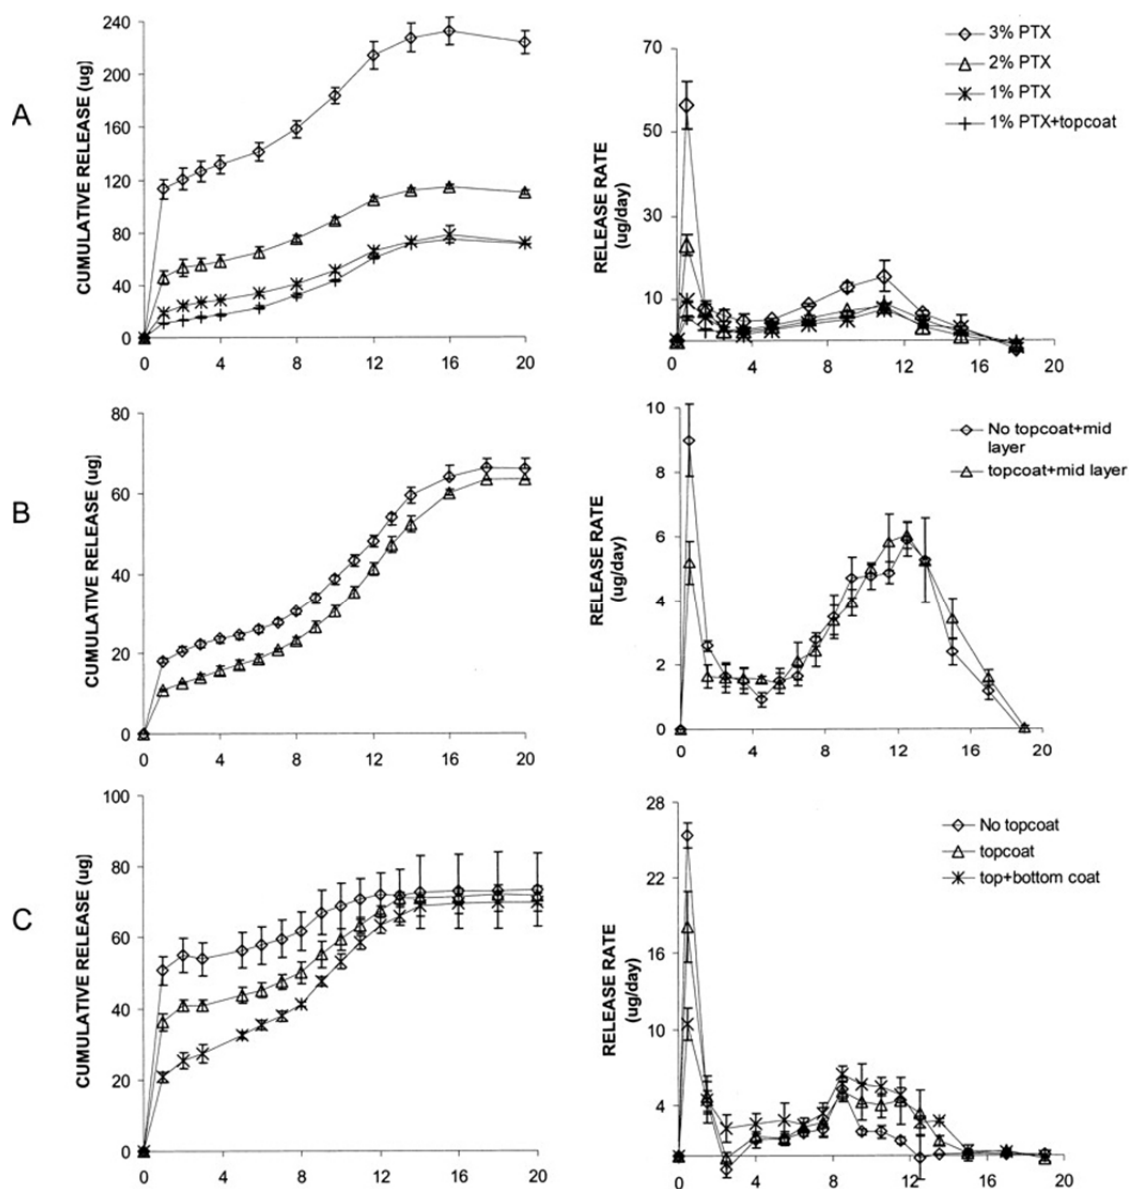 A
CUMULATIVE RELEASE (ug)
240
200
160
120
80
40
0
0 4 8 12 16 20
RELEASE RATE
(ug/day)
70
50
30
10
0 4 8 12 16 20
3% PTX
2% PTX
1% PTX
1% PTX+topcoat
B
CUMULATIVE RELEASE (ug)
80
60
40
20
0
0 4 8 12 16 20
RELEASE RATE
(ug/day)
10
8
6
4
2
0
0 4 8 12 16 20
No topcoat+mid
layer
topcoat+mid layer
C
CUMULATIVE RELEASE (ug)
100
80
60
40
20
0
0 4 8 12 16 20
RELEASE RATE
(ug/day)
28
22
16
10
4
0 4 8 12 16 20
No topcoat
topcoat
top+bottom coat